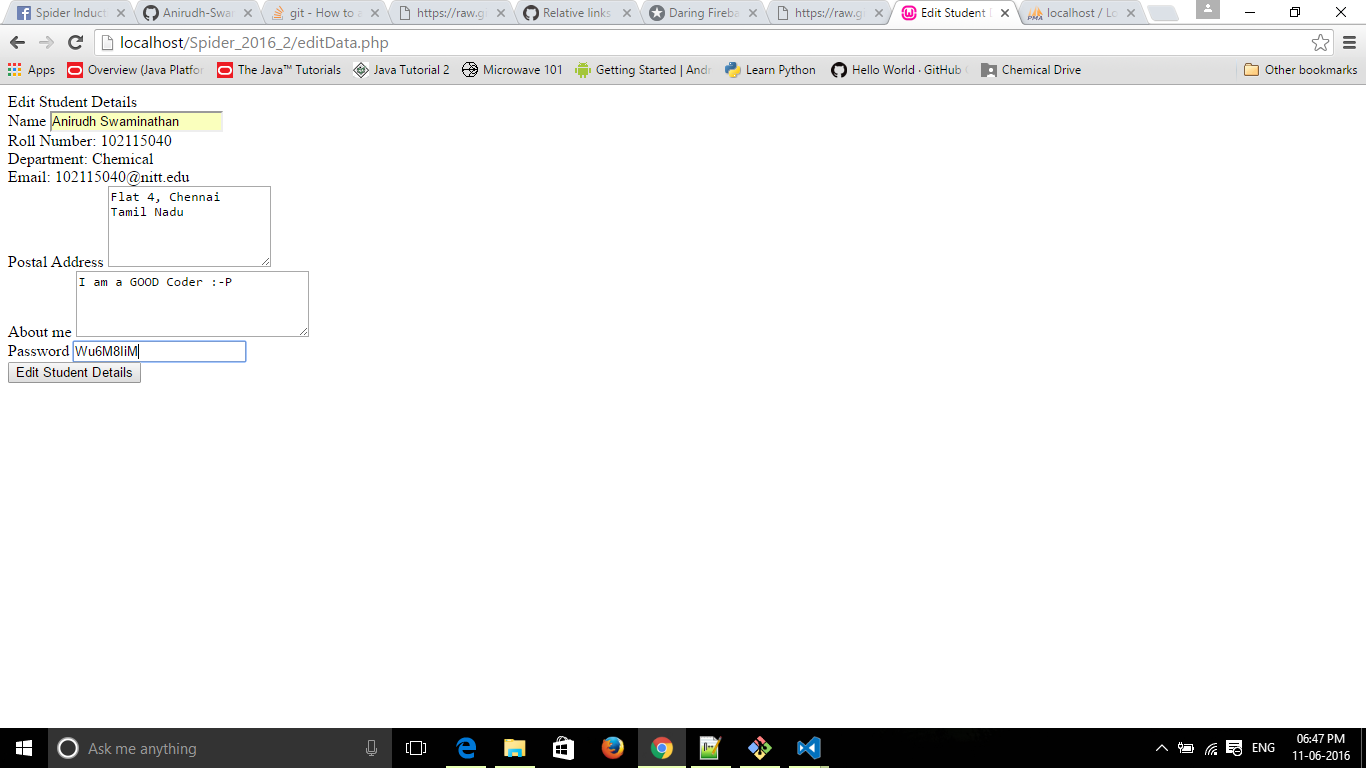 Spider Induct
Anirudh-Swar
git - How to a
https://raw.g
Relative links
Daring Fireba
https://raw.g
Edit Student
localhost / Lo
localhost/Spider_2016_2/editData.php
Apps
Overview (Java Platfor
The Java™ Tutorials
Java Tutorial 2
Microwave 101
Getting Started | Andr
Learn Python
Hello World · GitHub
Chemical Drive
Other bookmarks
Edit Student Details
Name Anirudh Swaminathan
Roll Number: 102115040
Department: Chemical
Email: 102115040@nitt.edu
Flat 4, Chennai
Tamil Nadu
Postal Address
I am a GOOD Coder :-P
About me
Password Wu6M8IiM
Edit Student Details
Ask me anything
ENG
06:47 PM
11-06-2016